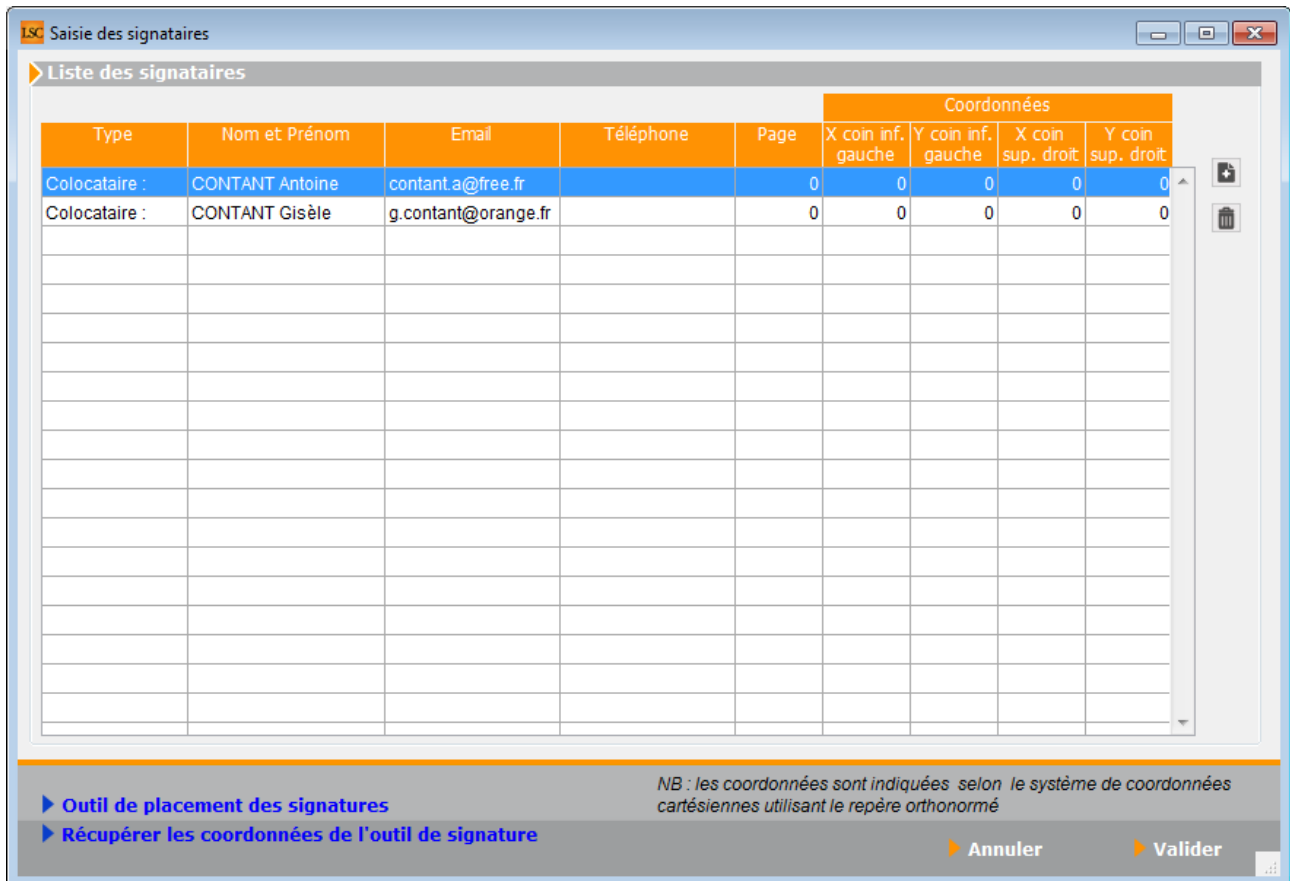 LSC Saisie des signataires
Liste des signataires
Coordonnées
Type Nom et Prénom Email Téléphone Page X coin inf. gauche Y coin inf. gauche X coin sup. droit Y coin sup. droit
Colocataire : CONTANT Antoine contant.a@free.fr 0 0 0 0 0
Colocataire : CONTANT Gisèle g.contant@orange.fr 0 0 0 0 0
NB : les coordonnées sont indiquées selon le système de coordonnées
cartésiennes utilisant le repère orthonormé
Outil de placement des signatures
Récupérer les coordonnées de l'outil de signature
Annuler Valider